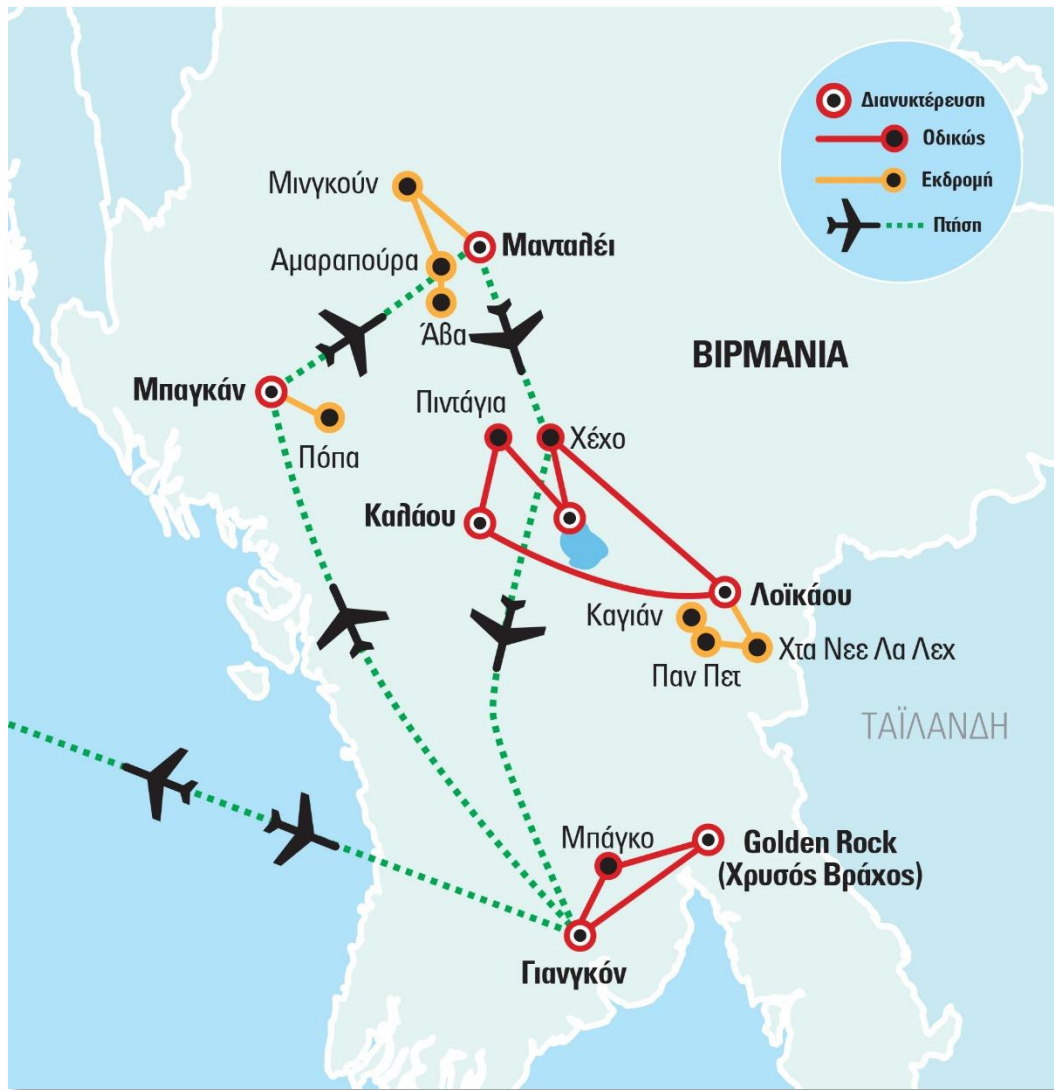 Διανυκτέρευση
Οδικώς
Εκδρομή
Πτήση
Μινγκούν
Μανταλέι
Αμαραπούρα
Άβα
ΒΙΡΜΑΝΙΑ
Μπαγκάν
Πόπα
Πιντάγια
Χέχο
Καλάου
Λοϊκάου
Καγιάν
Παν Πετ
Χτα Νεε Λα Λεχ
ΤΑΪΛΑΝΔΗ
Μπάγκο
Golden Rock
(Χρυσός Βράχος)
Γιανγκόν